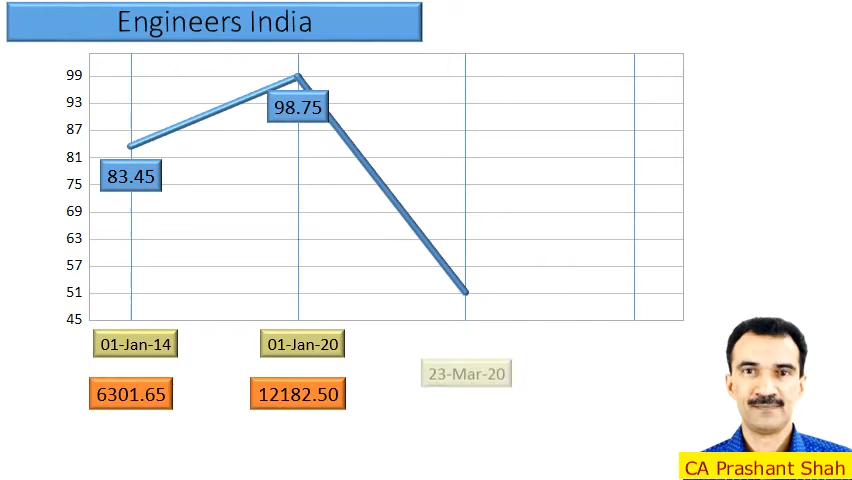 Engineers India
99
93
87
81
75
69
63
57
51
45
83.45
98.75
01-Jan-14
01-Jan-20
23-Mar-20
6301.65
12182.50
CA Prashant Shah